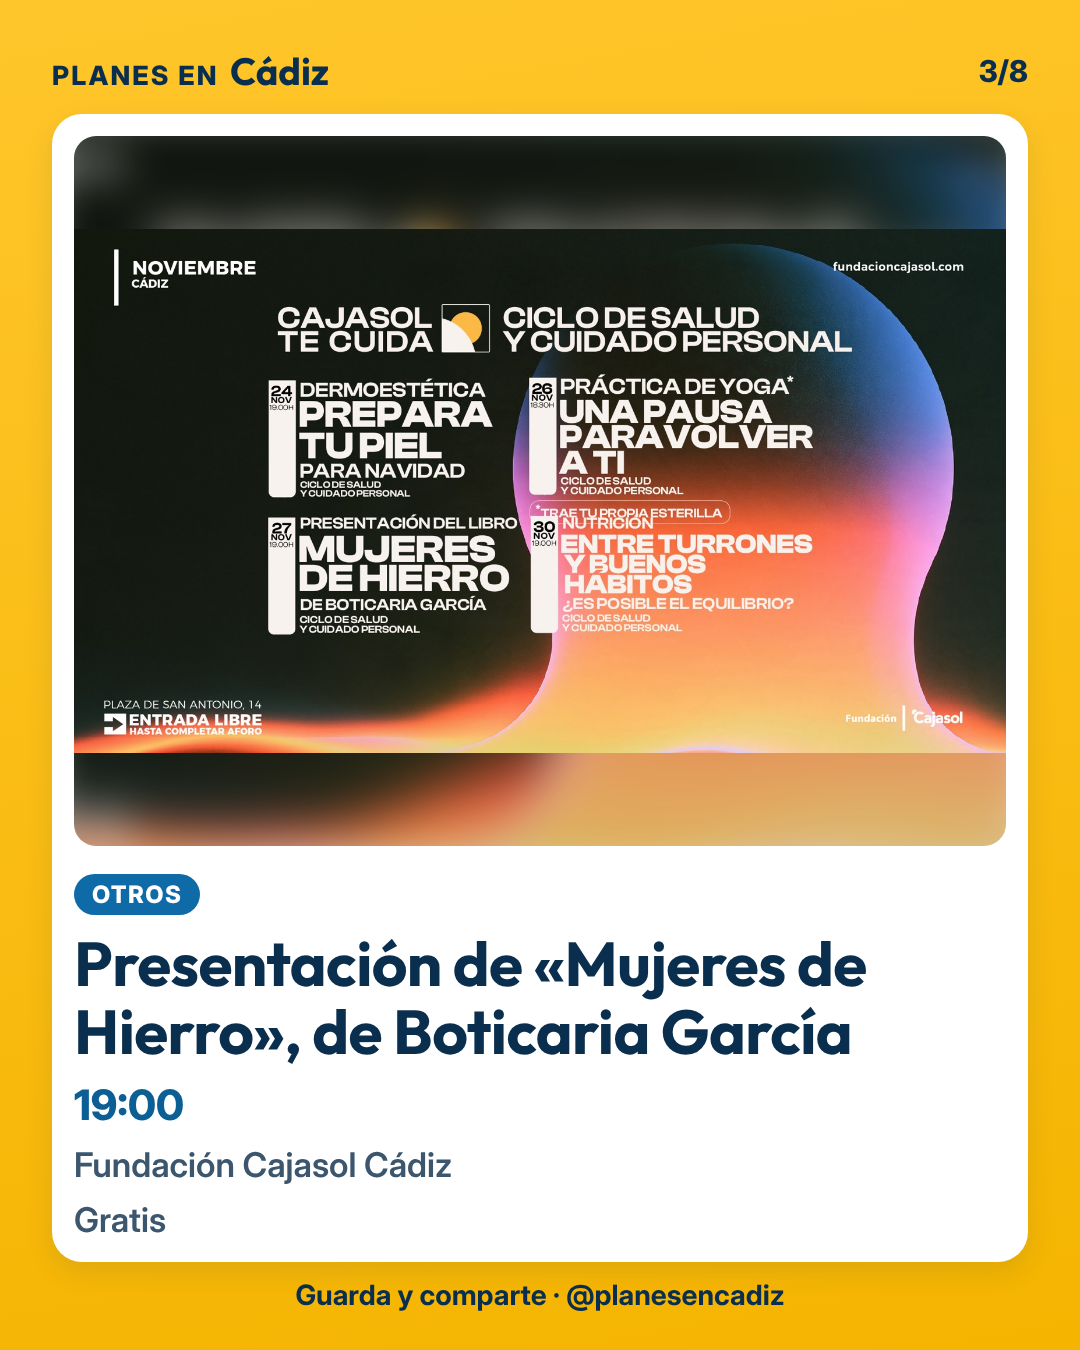 PLANES EN Cádiz
3/8
NOVIEMBRE
CÁDIZ
fundacioncajasol.com
CAJASOL
TE CUIDA
CICLO DE SALUD
Y CUIDADO PERSONAL
24
NOV
19.00H
DERMOESTÉTICA
PREPARA
TU PIEL
PARA NAVIDAD
CICLO DE SALUD
Y CUIDADO PERSONAL
26
NOV
18:30H
PRÁCTICA DE YOGA*
UNA PAUSA
PARA VOLVER
A TI
CICLO DE SALUD
Y CUIDADO PERSONAL
*TRAE TU PROPIA ESTERILLA
27
NOV
19.00H
PRESENTACIÓN DEL LIBRO
MUJERES
DE HIERRO
DE BOTICARIA GARCÍA
CICLO DE SALUD
Y CUIDADO PERSONAL
30
NOV
19:00H
NUTRICIÓN
ENTRE TURRONES
Y BUENOS
HÁBITOS
¿ES POSIBLE EL EQUILIBRIO?
CICLO DE SALUD
Y CUIDADO PERSONAL
PLAZA DE SAN ANTONIO, 14
ENTRADA LIBRE
HASTA COMPLETAR AFORO
Fundación Cajasol
OTROS
Presentación de «Mujeres de
Hierro», de Boticaria García
19:00
Fundación Cajasol Cádiz
Gratis
Guarda y comparte · @planesencadiz